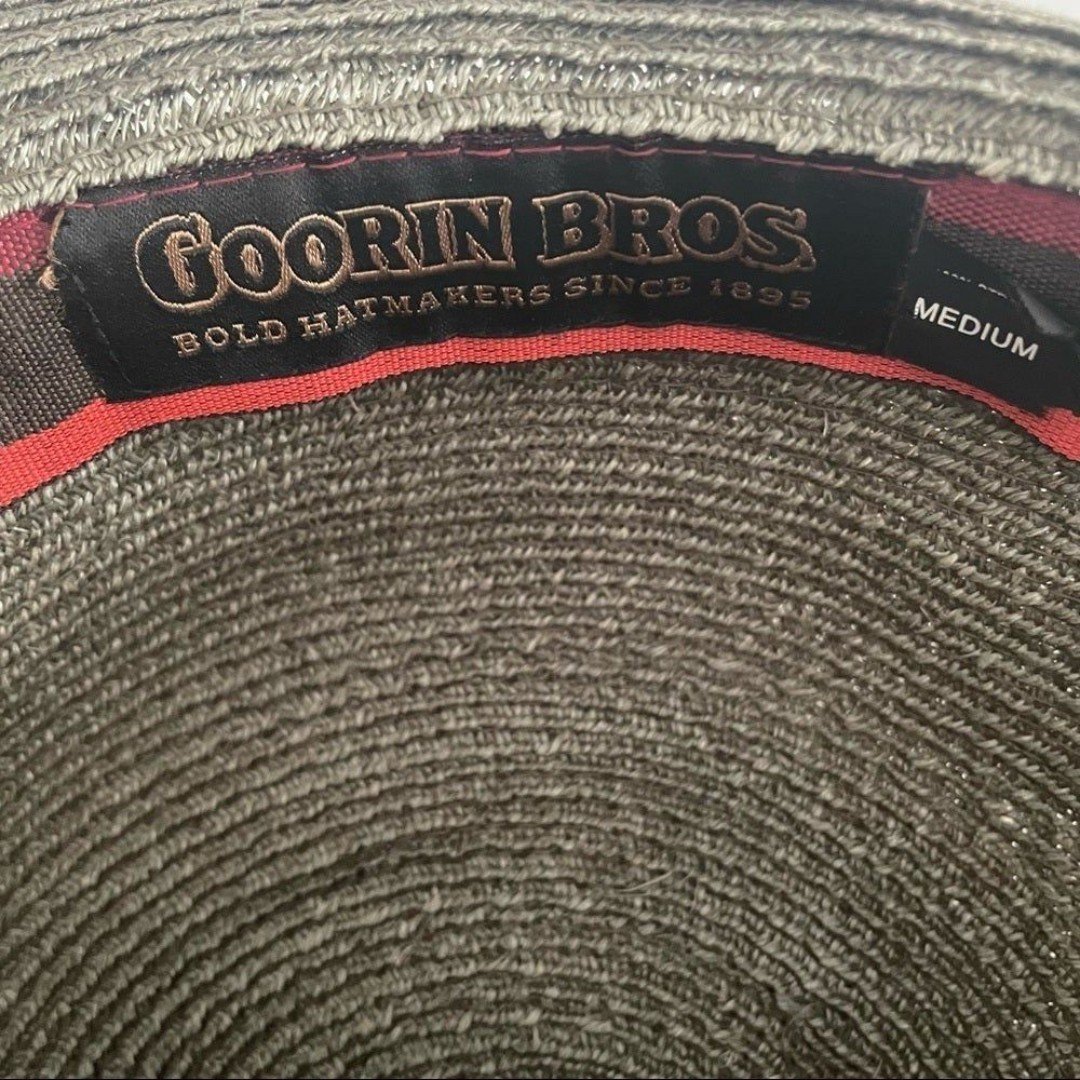 GOORIN BROS.
BOLD HATMAKERS SINCE 1895
MEDIUM